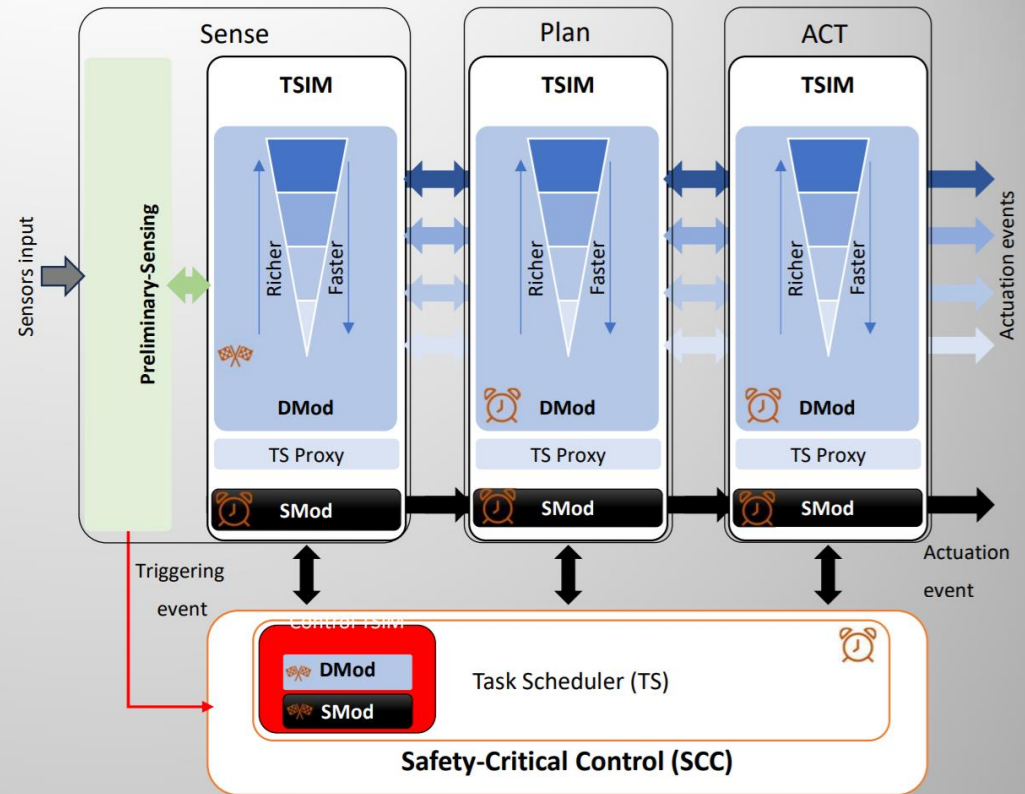 Sense
Plan
ACT
Sensors input
Preliminary-Sensing
TSIM
Richer
Faster
DMod
TS Proxy
SMod
TSIM
Richer
Faster
DMod
TS Proxy
SMod
TSIM
Richer
Faster
DMod
TS Proxy
SMod
Actuation events
Triggering
event
Actuation
event
Control TSIM
DMod
SMod
Task Scheduler (TS)
Safety-Critical Control (SCC)